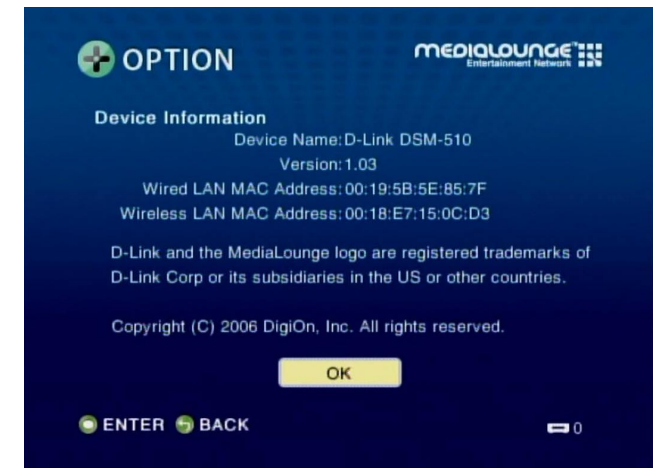 OPTION
MEDIALOUNGE™
Entertainment Network
Device Information
Device Name:D-Link DSM-510
Version:1.03
Wired LAN MAC Address:00:19:5B:5E:85:7F
Wireless LAN MAC Address:00:18:E7:15:0C:D3
D-Link and the MediaLounge logo are registered trademarks of
D-Link Corp or its subsidiaries in the US or other countries.
Copyright (C) 2006 DigiOn, Inc. All rights reserved.
OK
ENTER BACK
0